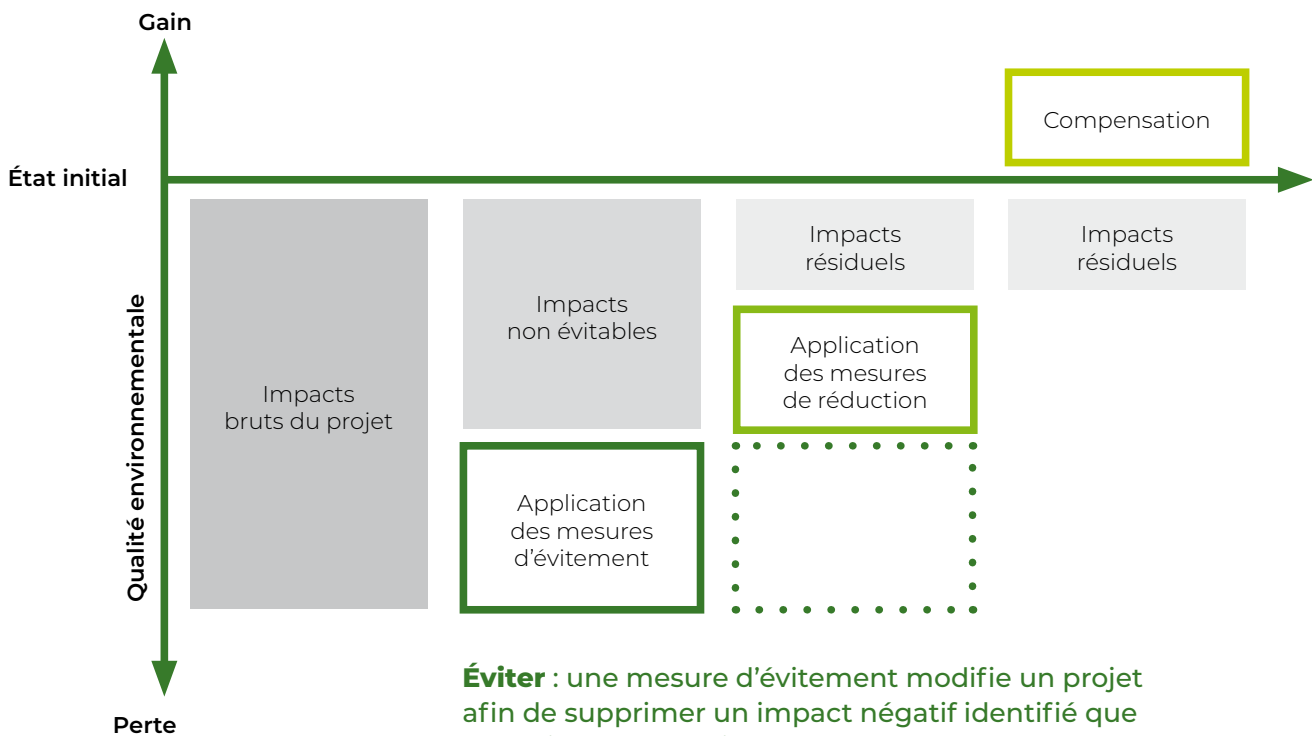 Gain
Compensation
État initial
Impacts
résiduels
Impacts
résiduels
Impacts
non évitables
Application
des mesures
de réduction
Impacts
bruts du projet
Qualité environnementale
Application
des mesures
d’évitement
Éviter : une mesure d’évitement modifie un projet
afin de supprimer un impact négatif identifié que
Perte